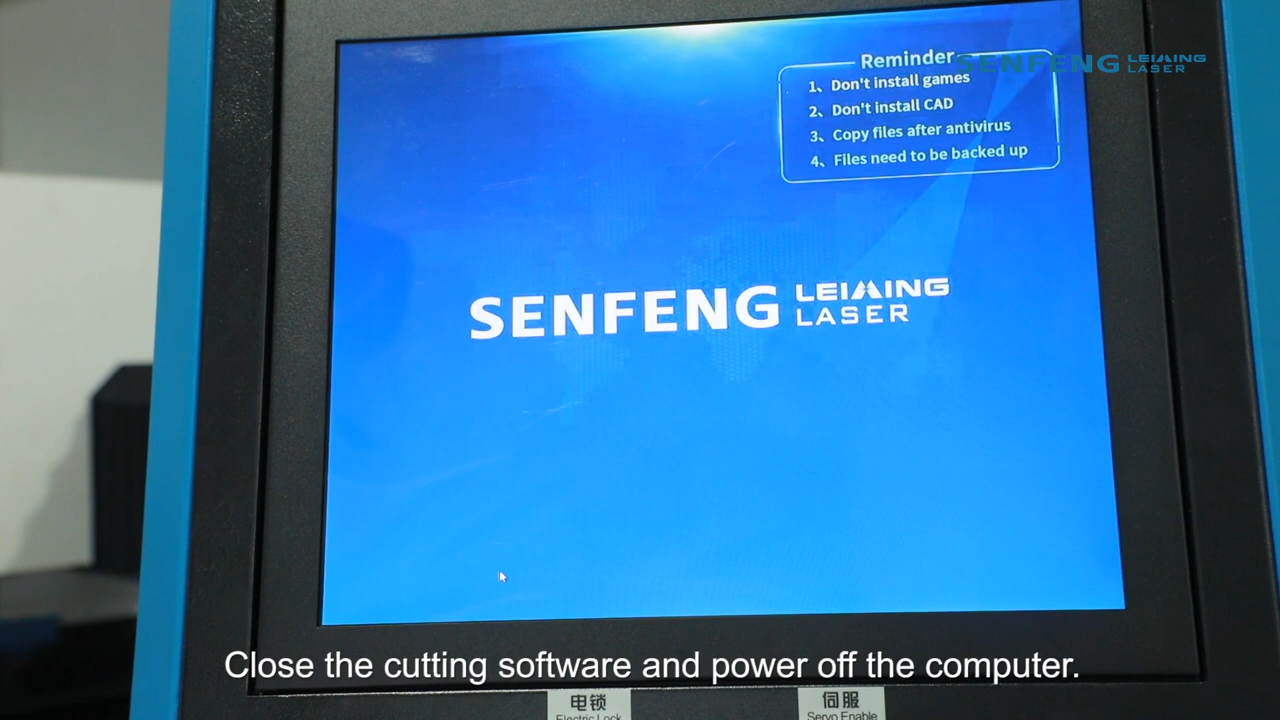 Reminder
1、Don't install games
2、Don't install CAD
3、Copy files after antivirus
4、Files need to be backed up
SENFENG LEIMING
LASER
SENFENG LEIMING
LASER
Close the cutting software and power off the computer.
电锁
Electric Lock
伺服
Servo Enable